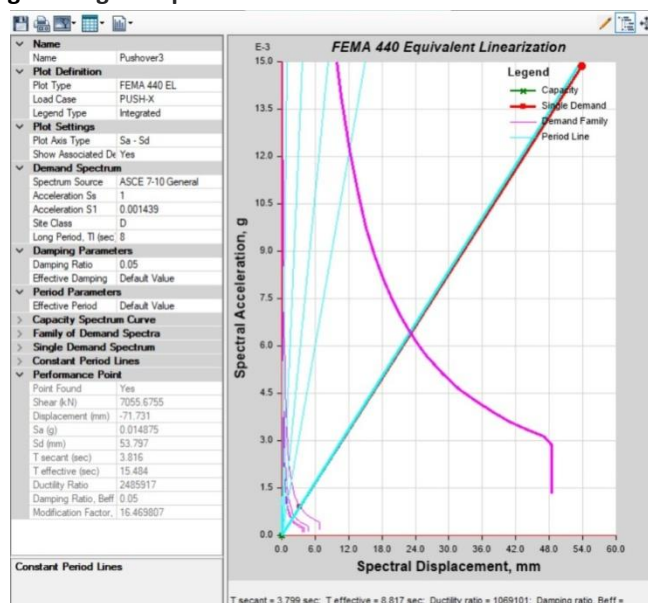 Name
Name Pushover3
Plot Definition
Plot Type FEMA 440 EL
Load Case PUSH-X
Legend Type Integrated
Plot Settings
Plot Axis Type Sa - Sd
Show Associated De Yes
Demand Spectrum
Spectrum Source ASCE 7-10 General
Acceleration Ss 1
Acceleration S1 0.001439
Site Class D
Long Period, Tl (sec 8
Damping Parameters
Damping Ratio 0.05
Effective Damping Default Value
Period Parameters
Effective Period Default Value
Capacity Spectrum Curve
Family of Demand Spectra
Single Demand Spectrum
Constant Period Lines
Performance Point
Point Found Yes
Shear (kN) 7055.6755
Displacement (mm) -71.731
Sa (g) 0.014875
Sd (mm) 53.797
T secant (sec) 3.816
T effective (sec) 15.484
Ductility Ratio 2485917
Damping Ratio, Beff 0.05
Modification Factor, 16.469807
Constant Period Lines
FEMA 440 Equivalent Linearization
E-3
Legend
Capacity
Single Demand
Demand Family
Period Line
15.0
13.5
12.0
10.5
9.0
7.5
6.0
4.5
3.0
1.5
0.0
Spectral Acceleration, g
0.0 6.0 12.0 18.0 24.0 30.0 36.0 42.0 48.0 54.0 60.0
Spectral Displacement, mm
T secant = 3.799 sec; T effective = 8.817 sec; Ductility ratio = 1069101; Damping ratio, Beff =